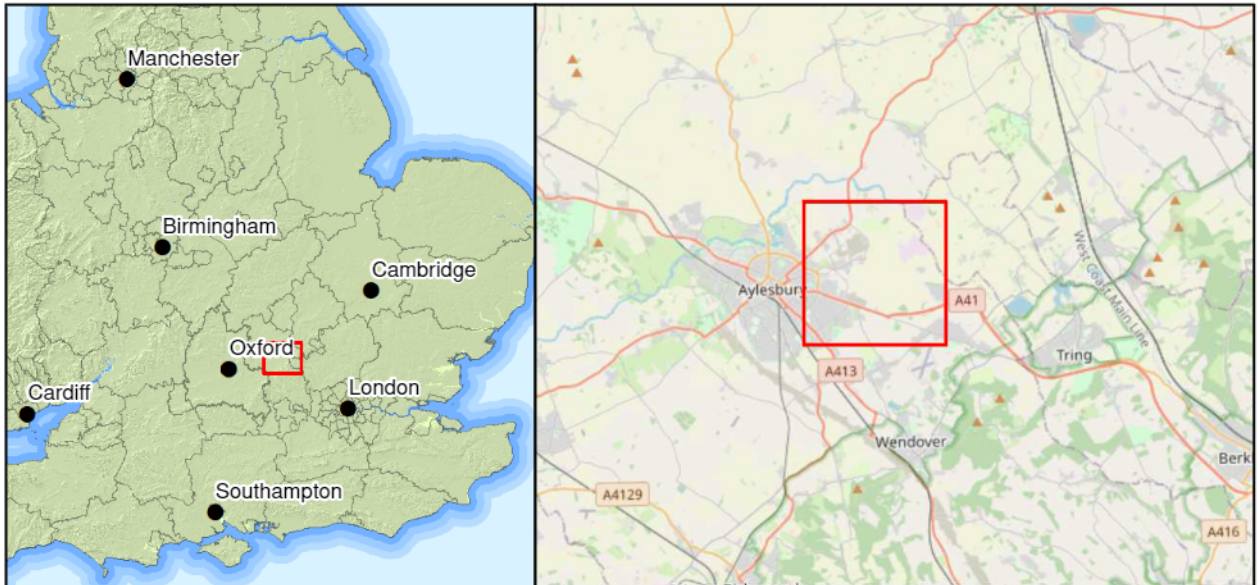 Manchester
Birmingham
Cambridge
Oxford
Cardiff
London
Southampton
Aylesbury
A41
West Coast Main Line
Tring
A413
Wendover
Berk
A4129
A416